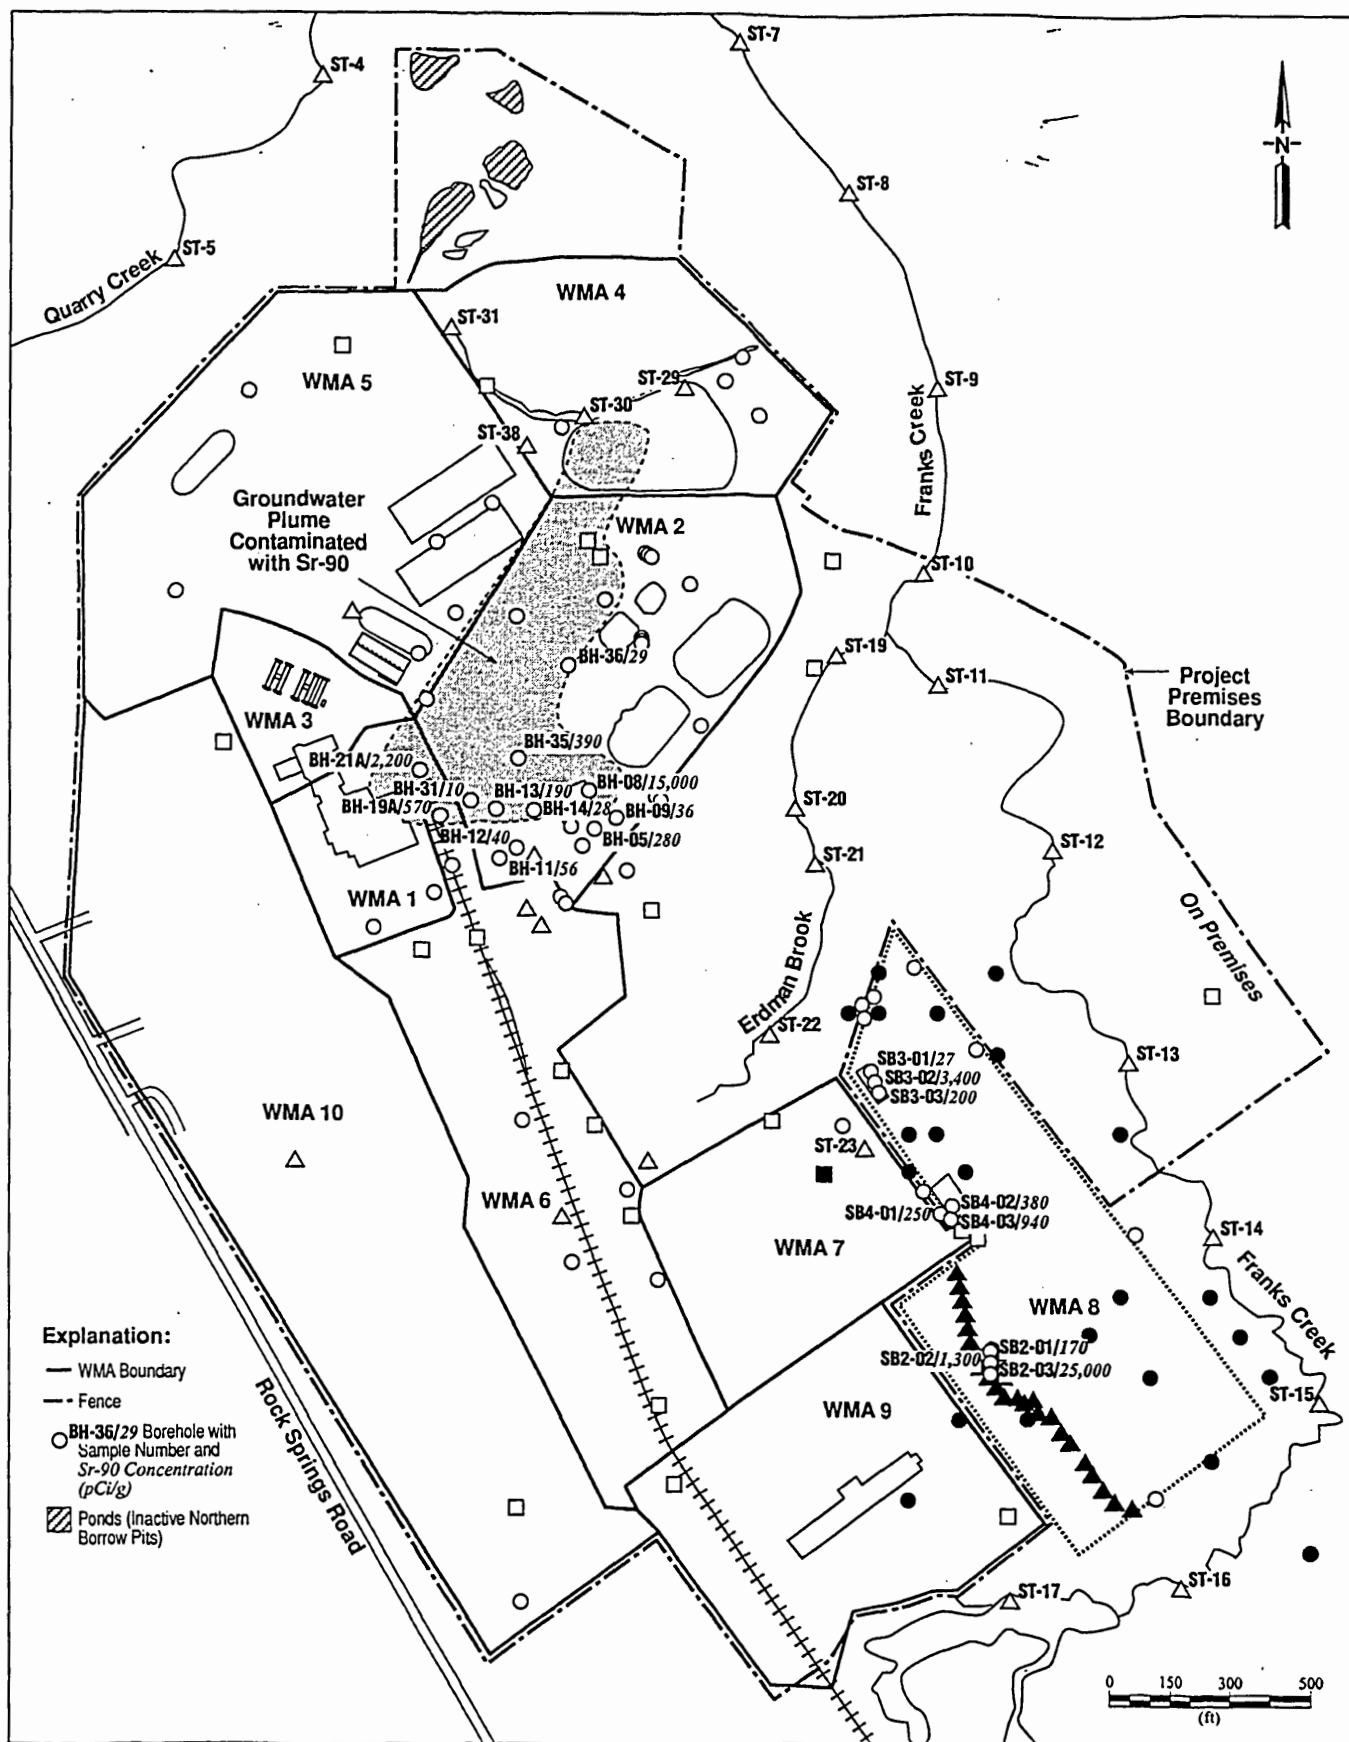 ST-7
ST-4
N
ST-8
ST-5
Quarry Creek
WMA 4
ST-31
WMA 5
ST-29
ST-9
ST-30
Franks Creek
ST-38
Groundwater
Plume
Contaminated
with Sr-90
WMA 2
ST-10
ST-19
BH-36/29
ST-11
Project
Premises
Boundary
WMA 3
BH-35/390
BH-21A/2,200
BH-08/15,000
BH-31/10
BH-13/190
BH-19A/570
BH-14/28
BH-09/36
ST-20
BH-12/40
BH-05/280
ST-12
ST-21
BH-11/56
WMA 1
On Premises
Erdman Brook
ST-22
ST-13
SB3-01/27
SB3-02/3,400
SB3-03/200
WMA 10
ST-23
WMA 6
SB4-02/380
SB4-01/250
SB4-03/940
ST-14
WMA 7
Franks Creek
WMA 8
SB2-01/170
SB2-02/1,300
SB2-03/25,000
ST-15
WMA 9
Rock Springs Road
Explanation:
WMA Boundary
Fence
BH-36/29 Borehole with
Sample Number and
Sr-90 Concentration
(pCi/g)
Ponds (Inactive Northern
Borrow Pits)
ST-17
ST-16
0 150 300 500
(ft)